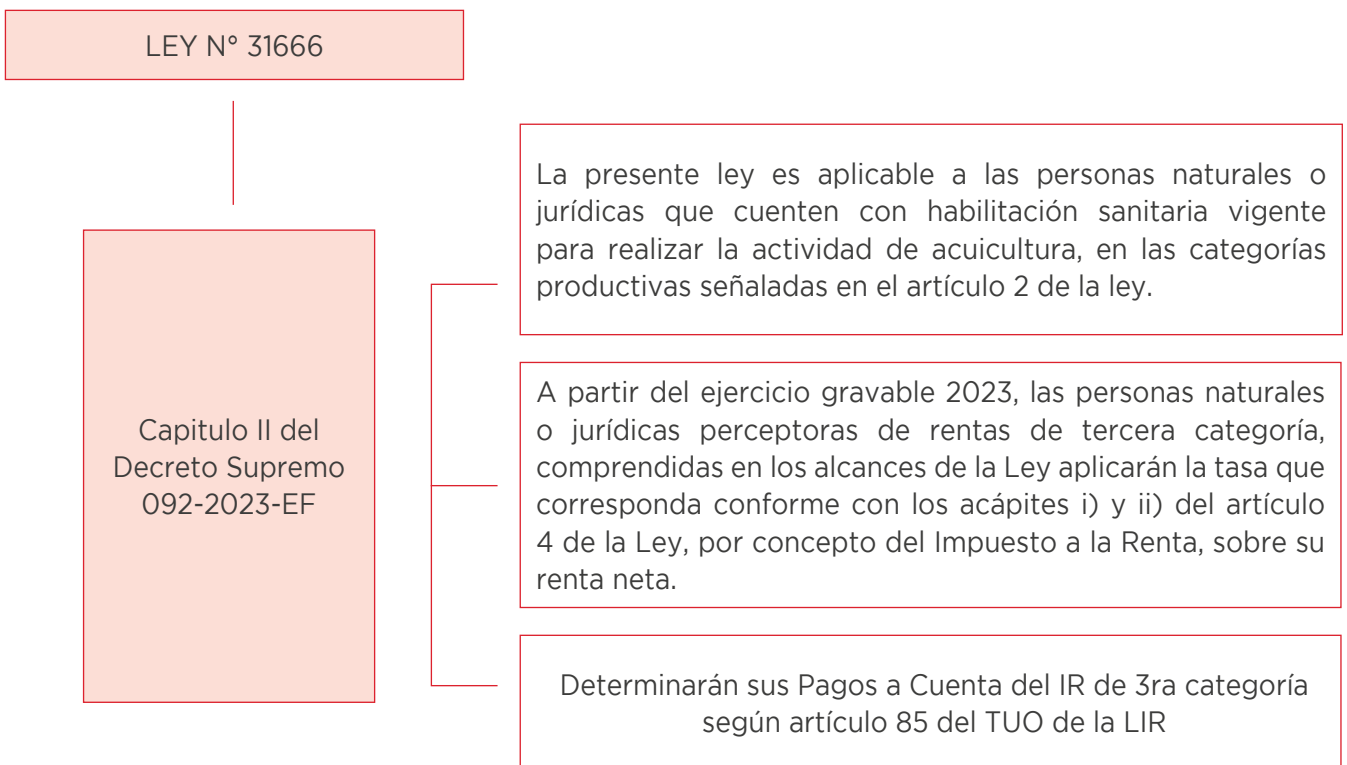 LEY N° 31666
La presente ley es aplicable a las personas naturales o
jurídicas que cuenten con habilitación sanitaria vigente
para realizar la actividad de acuicultura, en las categorías
productivas señaladas en el artículo 2 de la ley.
Capitulo II del
Decreto Supremo
092-2023-EF
A partir del ejercicio gravable 2023, las personas naturales
o jurídicas perceptoras de rentas de tercera categoría,
comprendidas en los alcances de la Ley aplicarán la tasa que
corresponda conforme con los acápites i) y ii) del artículo
4 de la Ley, por concepto del Impuesto a la Renta, sobre su
renta neta.
Determinarán sus Pagos a Cuenta del IR de 3ra categoría
según artículo 85 del TUO de la LIR